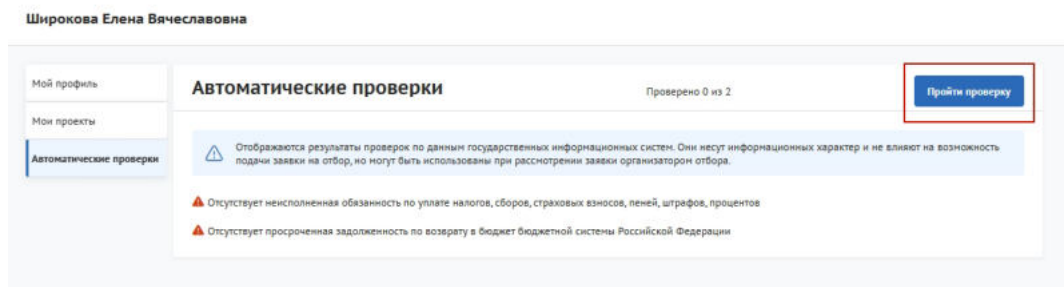 Широкова Елена Вячеславовна
Мой профиль
Мои проекты
Автоматические проверки
Автоматические проверки
Проверено 0 из 2
Пройти проверку
Отображаются результаты проверок по данным государственных информационных систем. Они несут информационных характер и не влияют на возможность
подачи заявки на отбор, но могут быть использованы при рассмотрении заявки организатором отбора.
Отсутствует неисполненная обязанность по уплате налогов, сборов, страховых взносов, пеней, штрафов, процентов
Отсутствует просроченная задолженность по возврату в бюджет бюджетной системы Российской Федерации